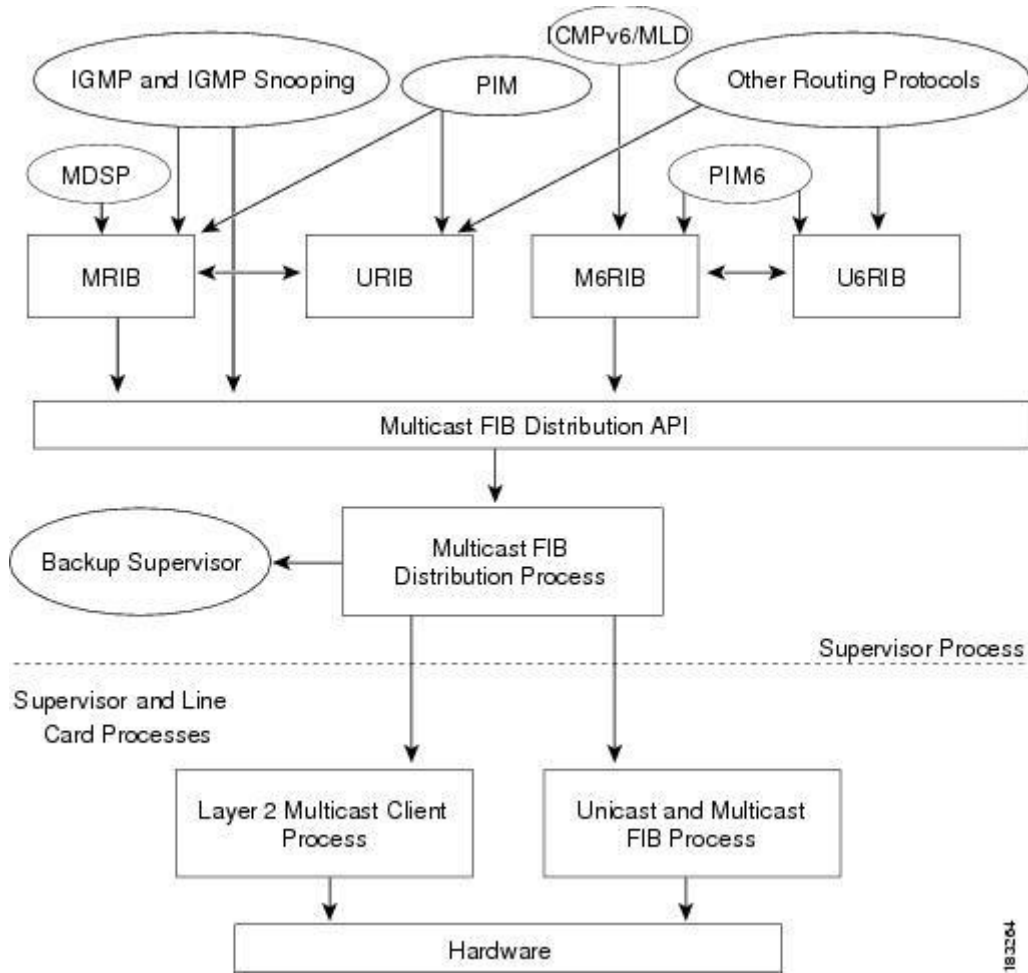 ICMPv6/MLD
IGMP and IGMP Snooping
PIM
Other Routing Protocols
MDSP
PIM6
MRIB
URIB
M6RIB
U6RIB
Multicast FIB Distribution API
Backup Supervisor
Multicast FIB
Distribution Process
Supervisor Process
Supervisor and Line
Card Processes
Layer 2 Multicast Client
Process
Unicast and Multicast
FIB Process
Hardware
183264